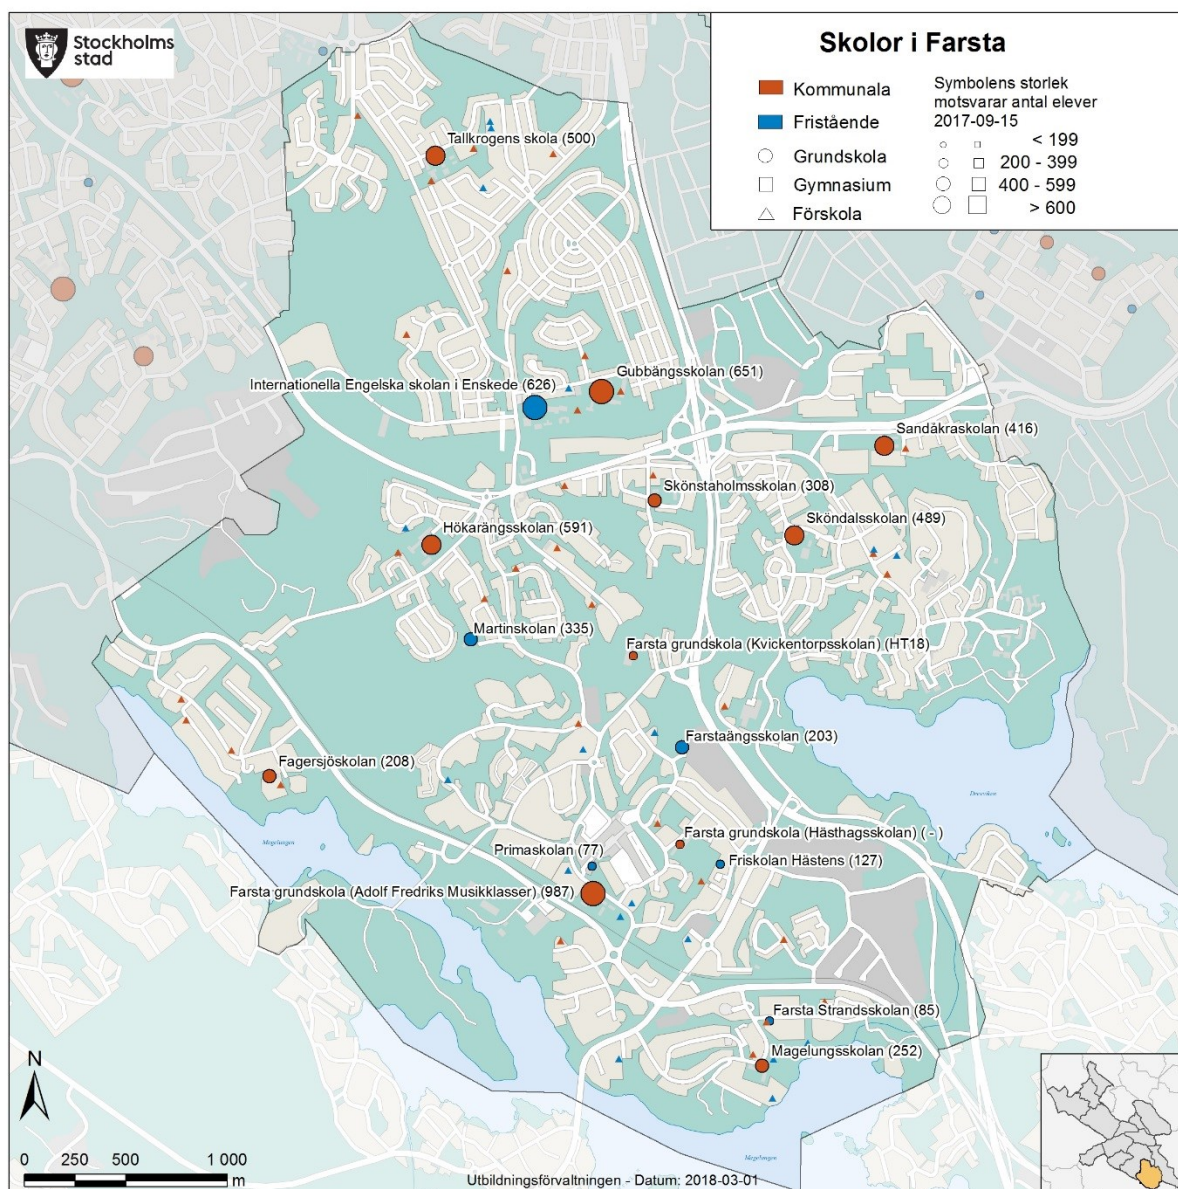 Stockholms
stad
Skolor i Farsta
Kommunala
Fristående
Grundskola
Gymnasium
Förskola
Symbolens storlek
motsvarar antal elever
2017-09-15
< 199
200 - 399
400 - 599
> 600
Tallkrogens skola (500)
Gubbängsskolan (651)
Internationella Engelska skolan i Enskede (626)
Sandåkraskolan (416)
Skönstaholmsskolan (308)
Sköndalsskolan (489)
Hökarängsskolan (591)
Martinskolan (335)
Farsta grundskola (Kvickentorpsskolan) (HT18)
Farstaängsskolan (203)
Fagersjöskolan (208)
Drevviken
Magelungen
Farsta grundskola (Hästhagsskolan) ( - )
Primaskolan (77)
Friskolan Hästens (127)
Farsta grundskola (Adolf Fredriks Musikklasser) (987)
Farsta Strandsskolan (85)
Magelungsskolan (252)
N
Magelungen
0 250 500 1 000
m
Utbildningsförvaltningen - Datum: 2018-03-01